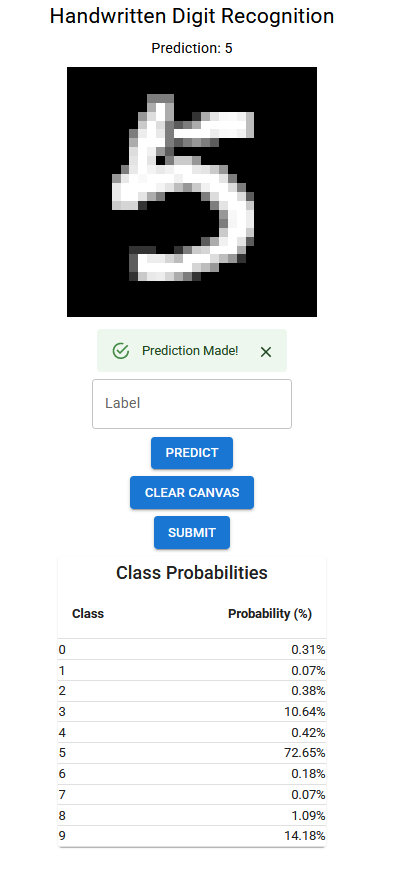 Handwritten Digit Recognition
Prediction: 5
5
Prediction Made!
Label
PREDICT
CLEAR CANVAS
SUBMIT
Class Probabilities
Class Probability (%)
0 0.31%
1 0.07%
2 0.38%
3 10.64%
4 0.42%
5 72.65%
6 0.18%
7 0.07%
8 1.09%
9 14.18%